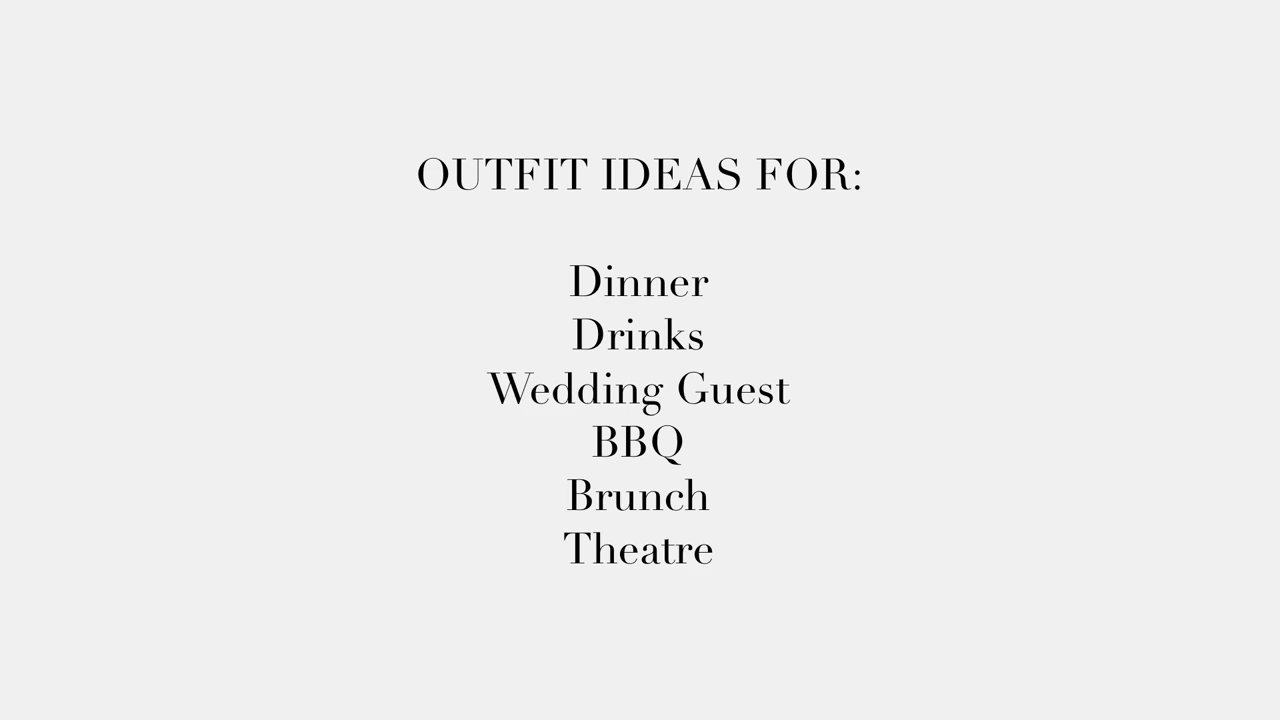 OUTFIT IDEAS FOR:
Dinner
Drinks
Wedding Guest
BBQ
Brunch
Theatre